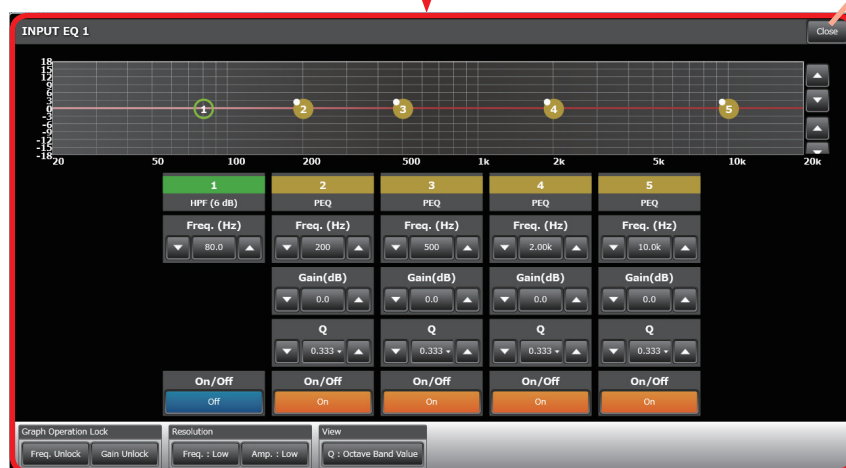 INPUT EQ 1 Close
18
15
12
9
6
3
0
-3
-6
-9
-12
-15
-18
1 2 3 4 5
20 50 100 200 500 1k 2k 5k 10k 20k
1 2 3 4 5
HPF (6 dB) PEQ PEQ PEQ PEQ
Freq. (Hz) Freq. (Hz) Freq. (Hz) Freq. (Hz) Freq. (Hz)
80.0 200 500 2.00k 10.0k
Gain(dB) Gain(dB) Gain(dB) Gain(dB)
0.0 0.0 0.0 0.0
Q Q Q Q
0.333 0.333 0.333 0.333
On/Off On/Off On/Off On/Off On/Off
Off On On On On
Graph Operation Lock Resolution View
Freq. Unlock Gain Unlock Freq. : Low Amp. : Low Q : Octave Band Value